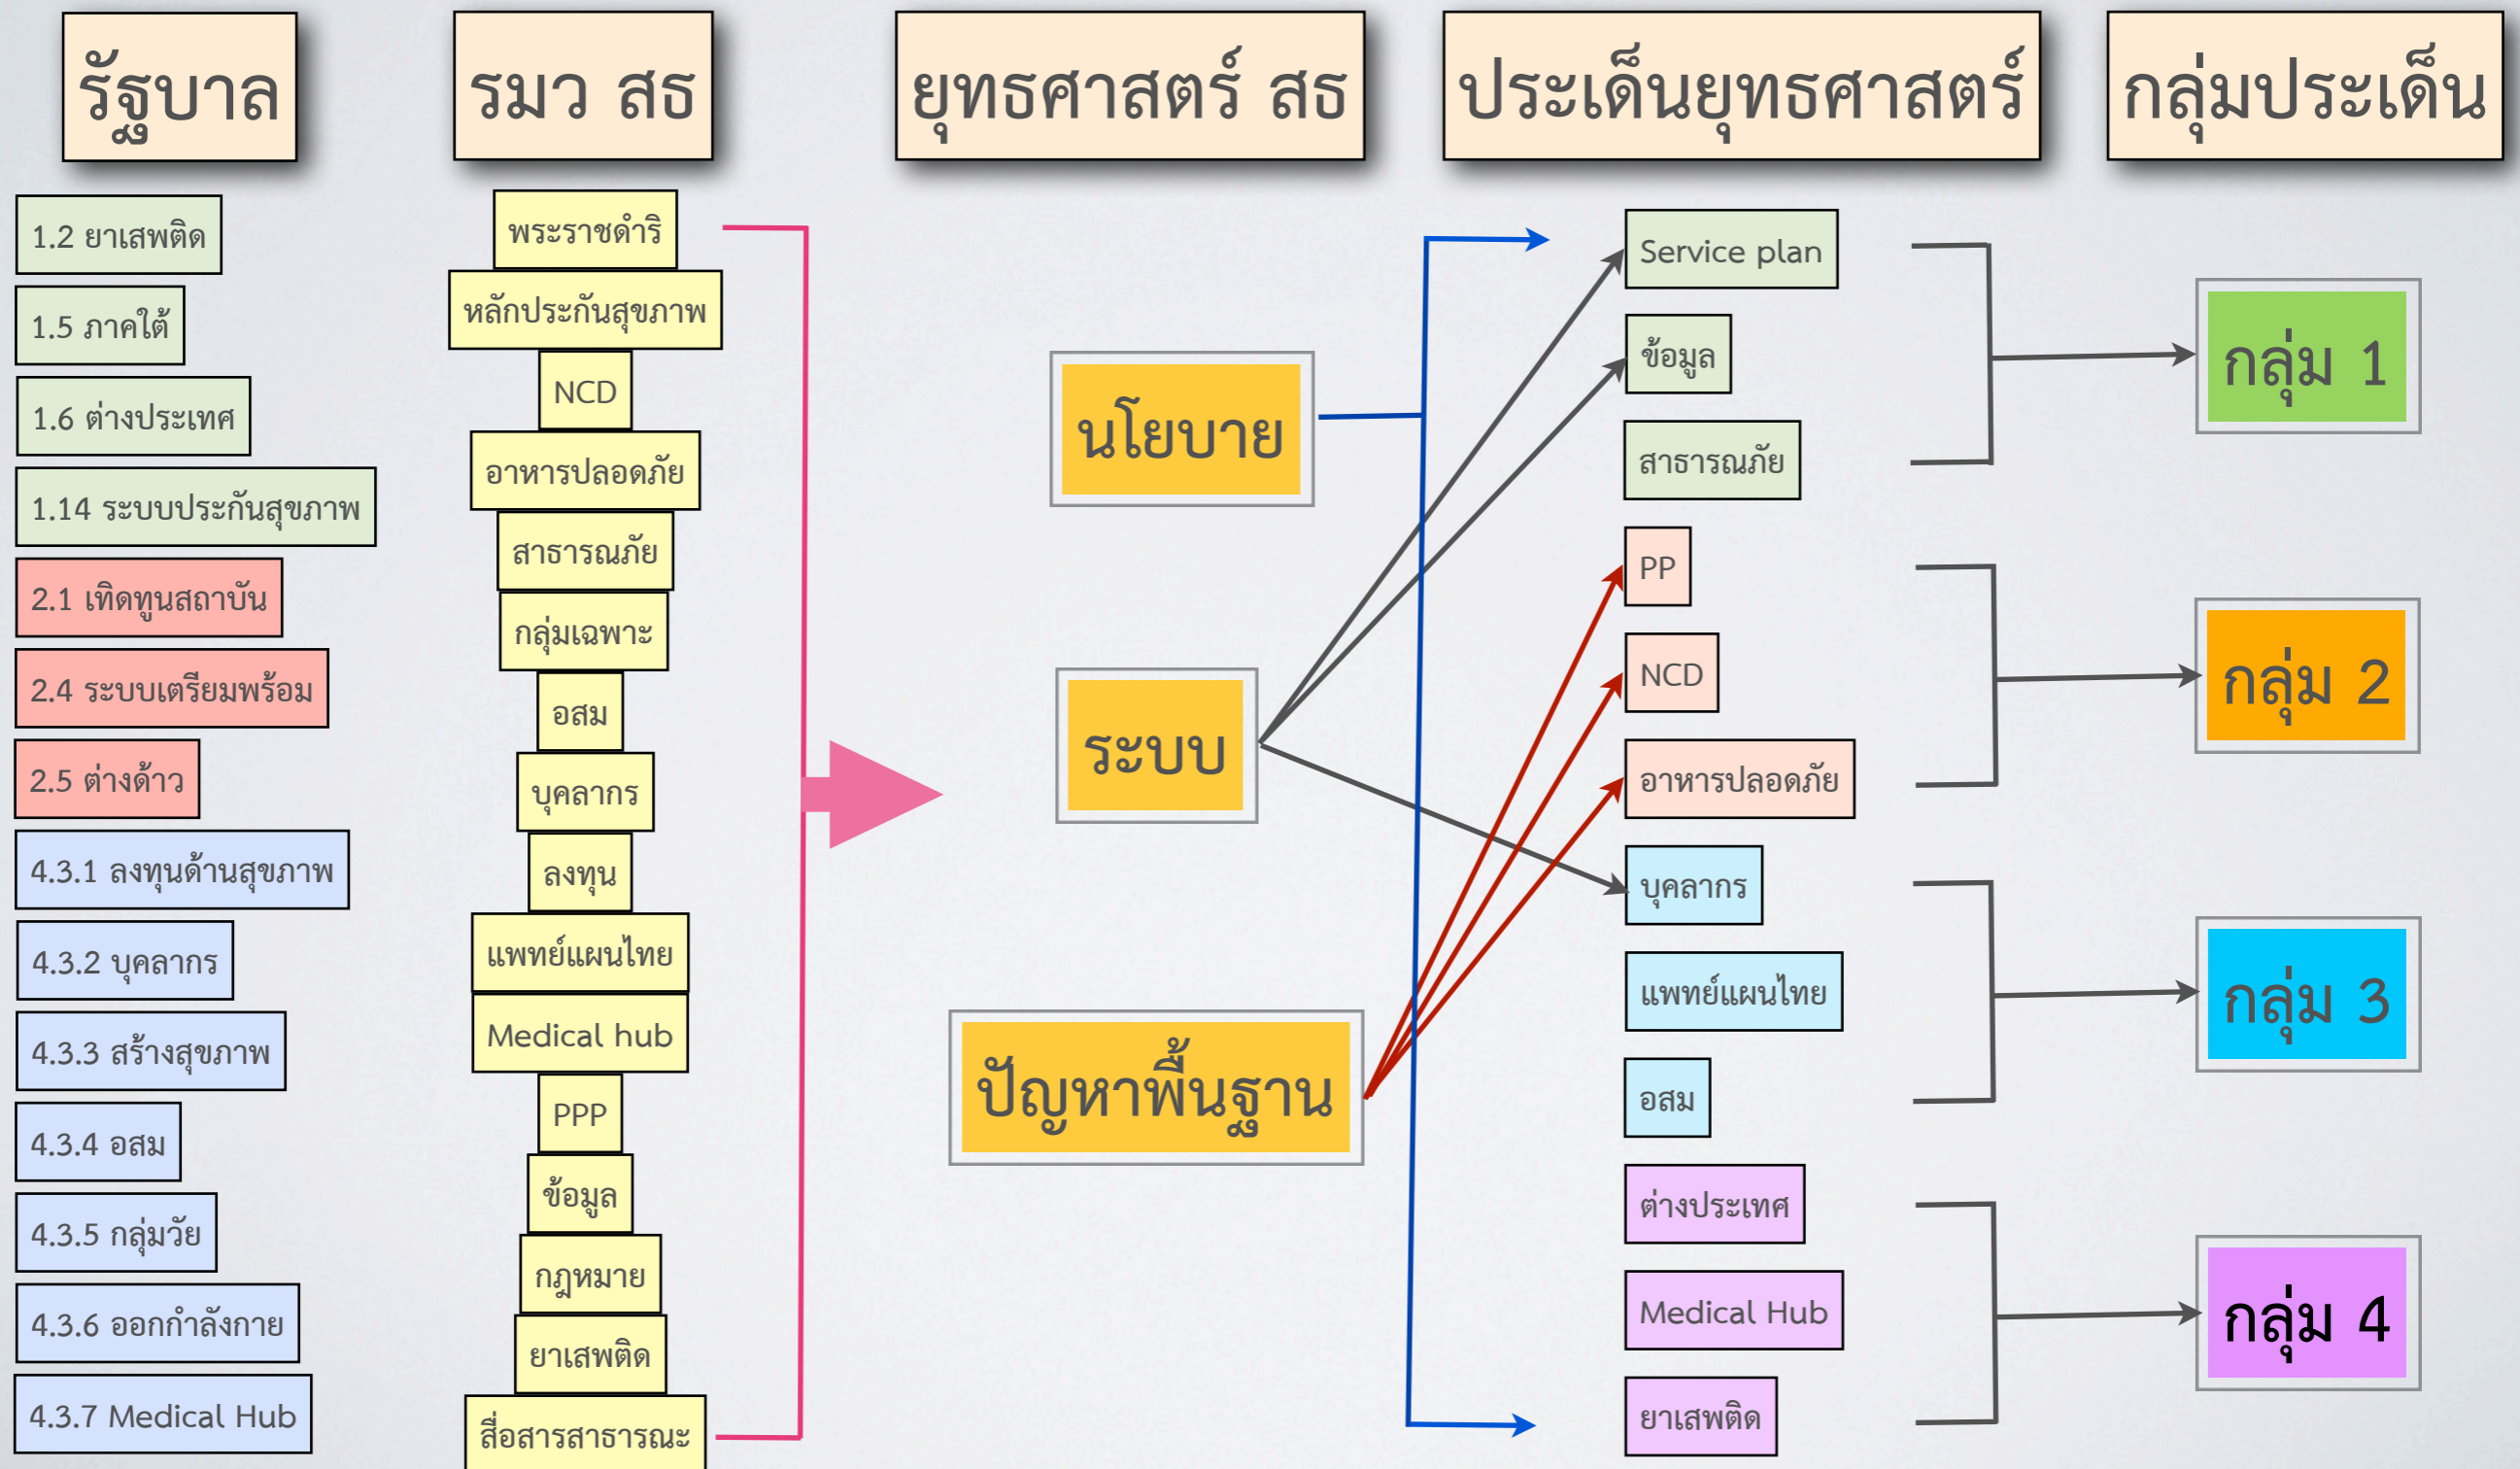 รัฐบาล
รมว สธ
ยุทธศาสตร์ สธ
ประเด็นยุทธศาสตร์
กลุ่มประเด็น
1.2 ยาเสพติด
1.5 ภาคใต้
1.6 ต่างประเทศ
1.14 ระบบประกันสุขภาพ
2.1 เทิดทูนสถาบัน
2.4 ระบบเตรียมพร้อม
2.5 ต่างด้าว
4.3.1 ลงทุนด้านสุขภาพ
4.3.2 บุคลากร
4.3.3 สร้างสุขภาพ
4.3.4 อสม
4.3.5 กลุ่มวัย
4.3.6 ออกกำลังกาย
4.3.7 Medical Hub
พระราชดำริ
หลักประกันสุขภาพ
NCD
อาหารปลอดภัย
สาธารณภัย
กลุ่มเฉพาะ
อสม
บุคลากร
ลงทุน
แพทย์แผนไทย
Medical hub
PPP
ข้อมูล
กฎหมาย
ยาเสพติด
สื่อสารสาธารณะ
นโยบาย
ระบบ
ปัญหาพื้นฐาน
Service plan
ข้อมูล
สาธารณภัย
PP
NCD
อาหารปลอดภัย
บุคลากร
แพทย์แผนไทย
อสม
ต่างประเทศ
Medical Hub
ยาเสพติด
กลุ่ม 1
กลุ่ม 2
กลุ่ม 3
กลุ่ม 4